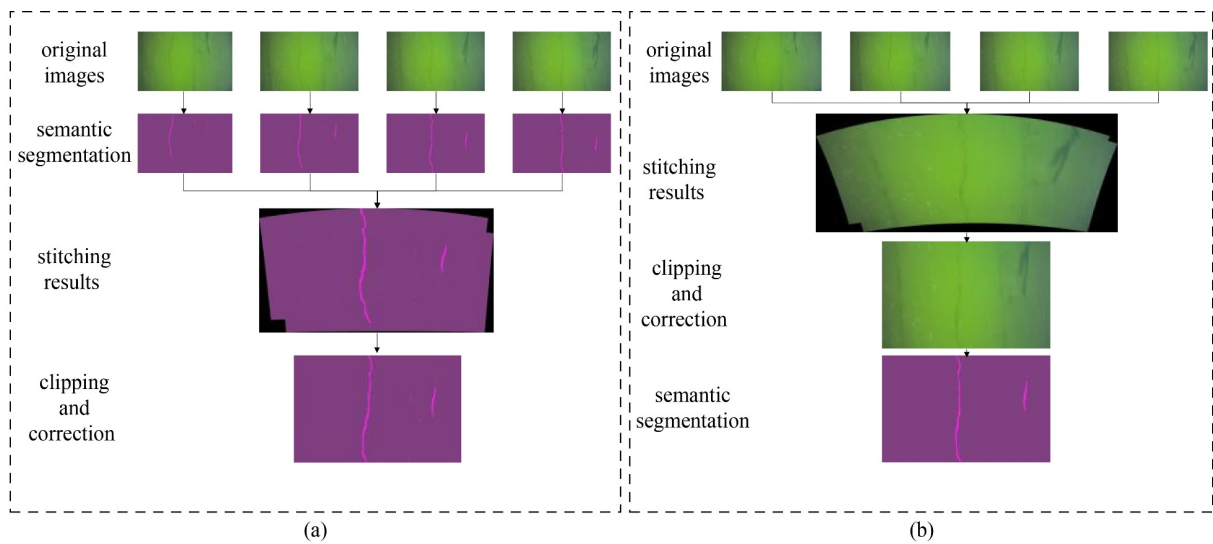 original
images
semantic
segmentation
stitching
results
clipping
and
correction
(a)
original
images
stitching
results
clipping
and
correction
semantic
segmentation
(b)